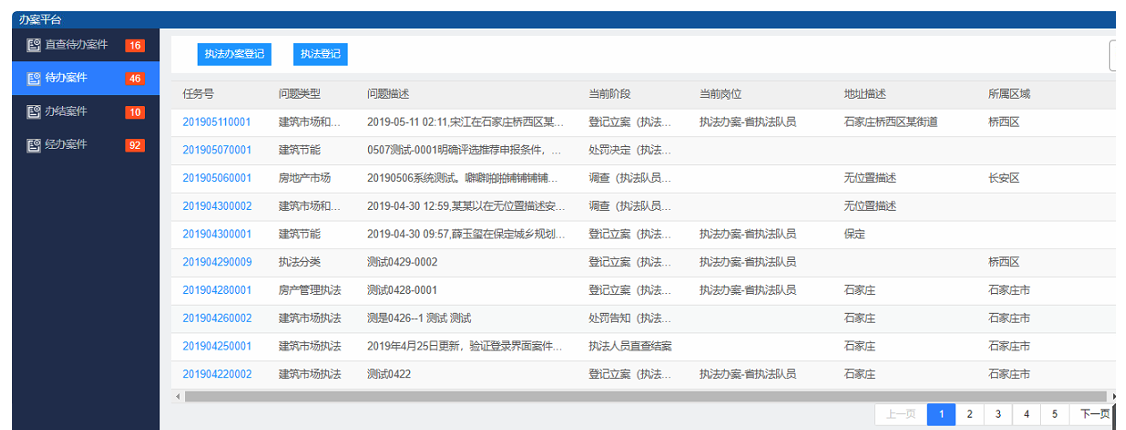 办案平台
直查待办案件 16
待办案件 46
办结案件 10
经办案件 92
执法办案登记 执法登记
任务号 问题类型 问题描述 当前阶段 当前岗位 地址描述 所属区域
201905110001 建筑市场和... 2019-05-11 02:11,宋江在石家庄桥西区某... 登记立案（执法... 执法办案-省执法队员 石家庄桥西区某街道 桥西区
201905070001 建筑节能 0507测试-0001明确评选推荐申报条件，... 处罚决定（执法...
201905060001 房地产市场 20190506系统测试。噼噼啪啪铺铺铺铺... 调查（执法队员... 无位置描述 长安区
201904300002 建筑市场和... 2019-04-30 12:59,某某以在无位置描述安... 调查（执法队员... 无位置描述
201904300001 建筑节能 2019-04-30 09:57,薛玉玺在保定城乡规划... 登记立案（执法... 执法办案-省执法队员 保定
201904290009 执法分类 测试0429-0002 登记立案（执法... 执法办案-省执法队员 桥西区
201904280001 房产管理执法 测试0428-0001 登记立案（执法... 执法办案-省执法队员 石家庄 石家庄市
201904260002 建筑市场执法 测是0426--1 测试 测试 处罚告知（执法... 石家庄 石家庄市
201904250001 建筑市场执法 2019年4月25日更新，验证登录界面案件... 执法人员直查结案 石家庄 石家庄市
201904220002 建筑市场执法 测试0422 登记立案（执法... 执法办案-省执法队员 石家庄 石家庄市
上一页 1 2 3 4 5 下一页